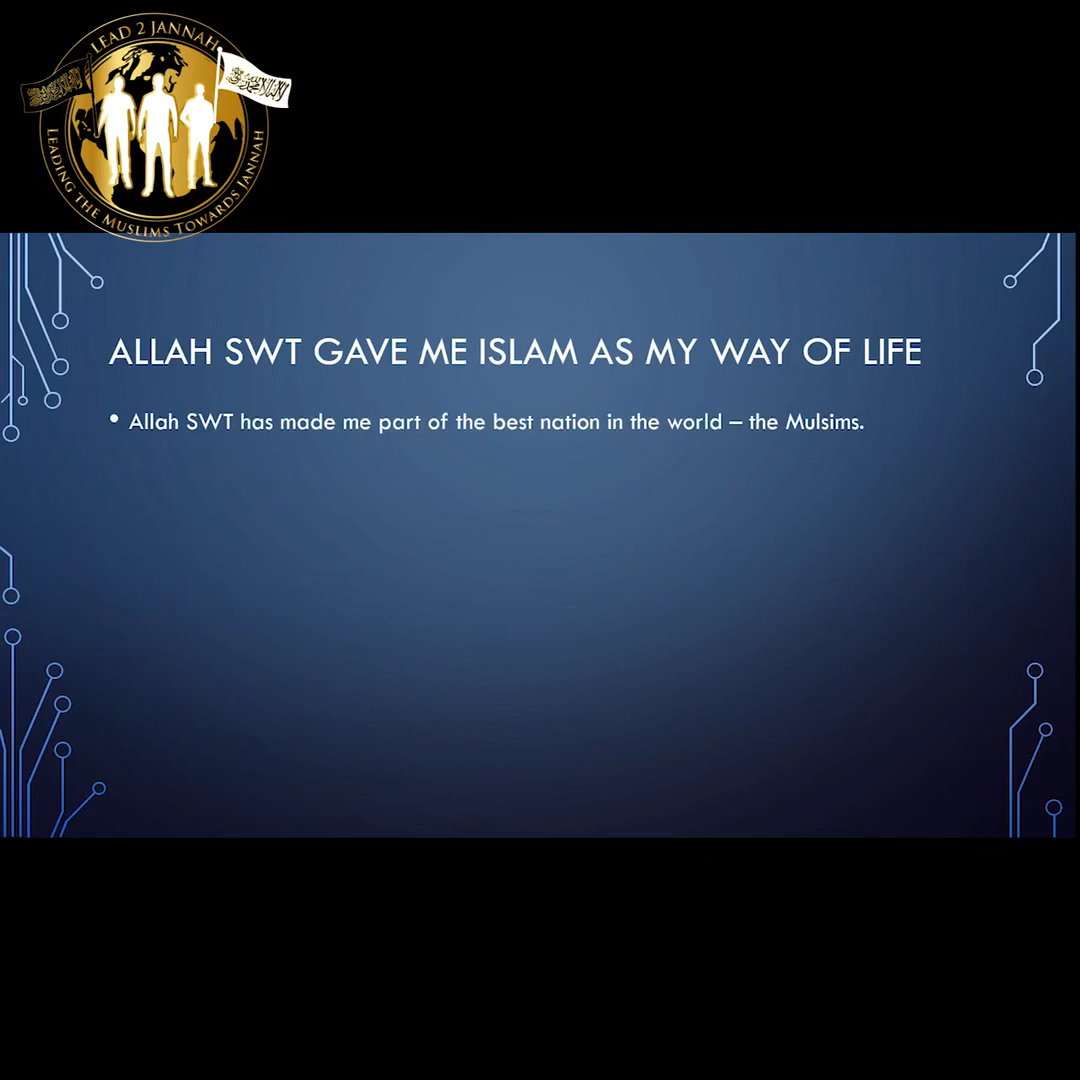 LEAD 2 JANNAH
LEADING THE MUSLIMS TOWARDS JANNAH
ALLAH SWT GAVE ME ISLAM AS MY WAY OF LIFE
• Allah SWT has made me part of the best nation in the world – the Mulsims.